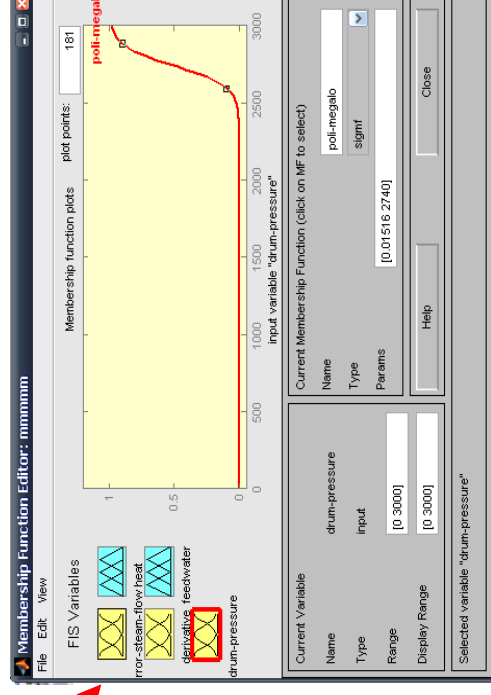 Membership Function Editor: mmmmm
File Edit View
FIS Variables
rror-steam-flow heat
derivative feedwater
drum-pressure
Membership function plots
plot points:
181
poli-megalo
1
0.5
0
0 500 1000 1500 2000 2500 3000
input variable "drum-pressure"
Current Variable
Name drum-pressure
Type input
Range [0 3000]
Display Range [0 3000]
Current Membership Function (click on MF to select)
Name poli-megalo
Type sigmf
Params [0.01516 2740]
Help Close
Selected variable "drum-pressure"